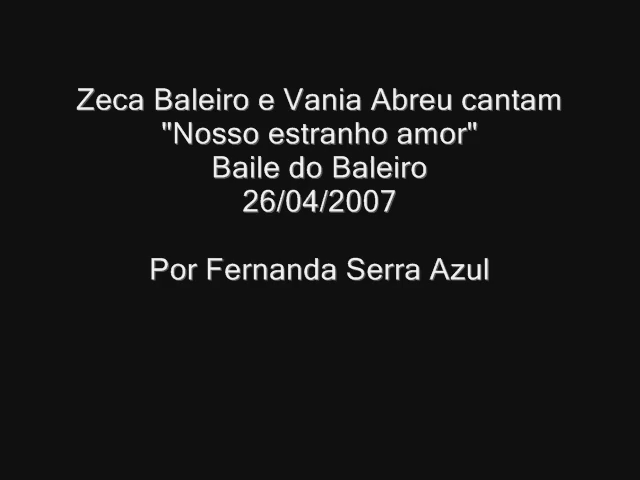 Zeca Baleiro e Vania Abreu cantam
"Nosso estranho amor"
Baile do Baleiro
26/04/2007
Por Fernanda Serra Azul